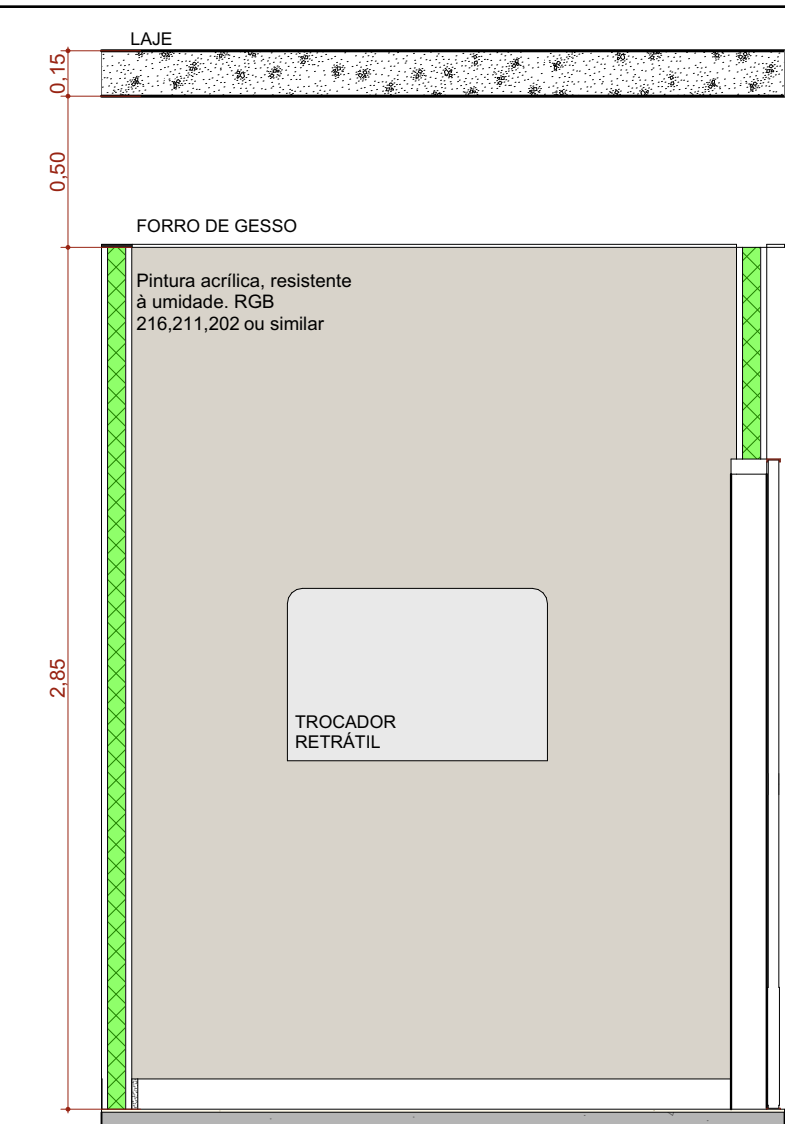 LAJE
0,15
0,50
FORRO DE GESSO
Pintura acrílica, resistente
à umidade. RGB
216,211,202 ou similar
2,85
TROCADOR
RETRÁTIL